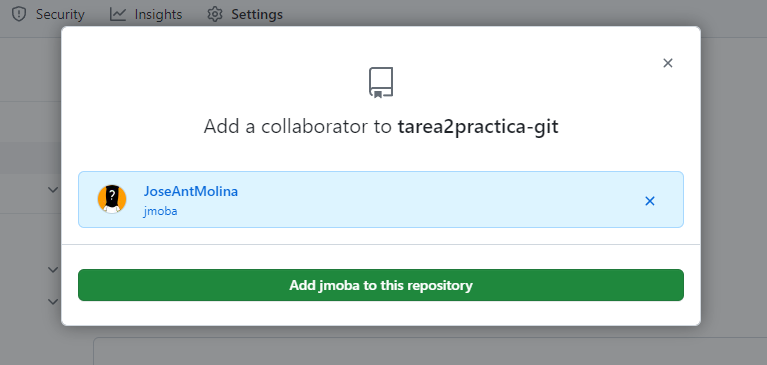 Security Insights Settings
Add a collaborator to tarea2practica-git
?
JoseAntMolina
jmoba
Add jmoba to this repository